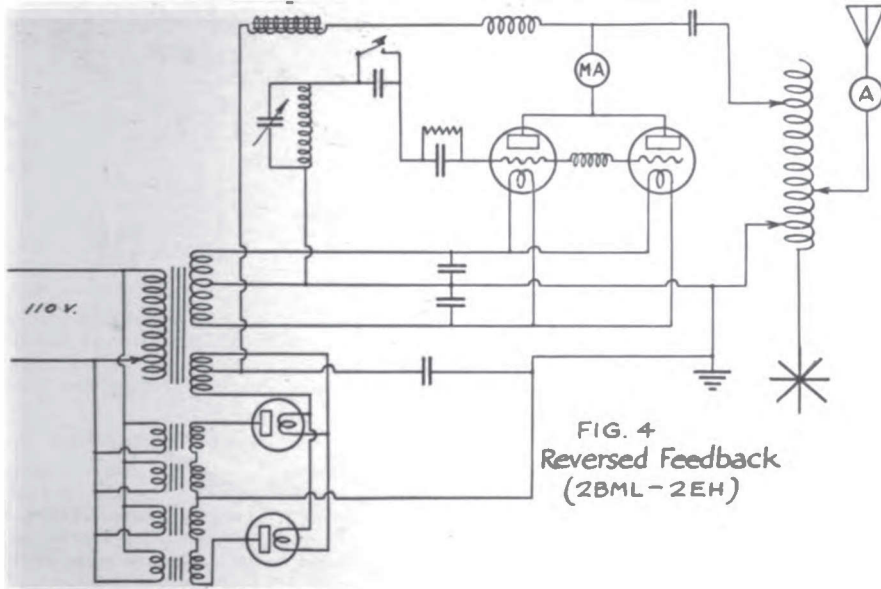 MA
A
110 V.
FIG. 4
Reversed Feedback
(2BML-2EH)